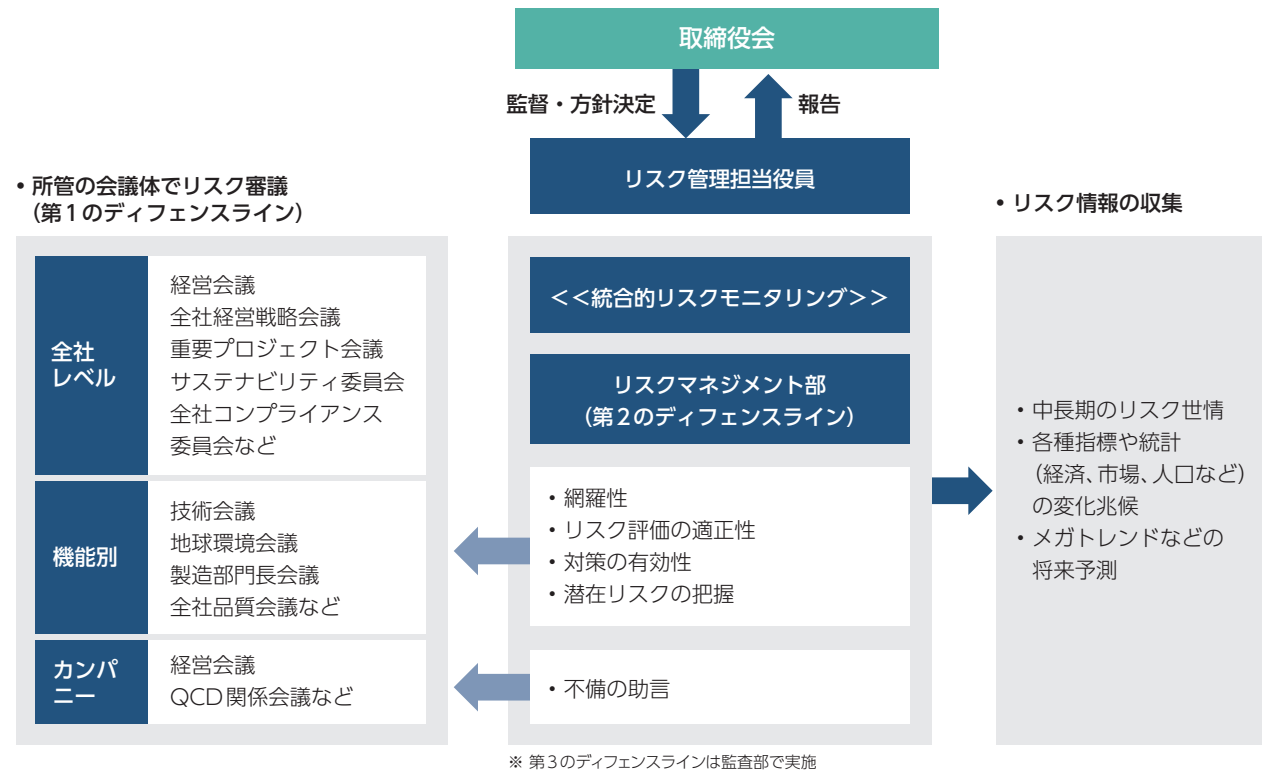 取締役会
監督・方針決定
報告
リスク管理担当役員
• 所管の会議体でリスク審議
（第1のディフェンスライン）
全社
レベル
経営会議
全社経営戦略会議
重要プロジェクト会議
サステナビリティ委員会
全社コンプライアンス
委員会など
機能別
技術会議
地球環境会議
製造部門長会議
全社品質会議など
カンパ
ニー
経営会議
QCD関係会議など
＜＜統合的リスクモニタリング＞＞
リスクマネジメント部
（第2のディフェンスライン）
• 網羅性
• リスク評価の適正性
• 対策の有効性
• 潜在リスクの把握
• 不備の助言
※ 第3のディフェンスラインは監査部で実施
• リスク情報の収集
• 中長期のリスク世情
• 各種指標や統計
（経済、市場、人口など）
の変化兆候
• メガトレンドなどの
将来予測